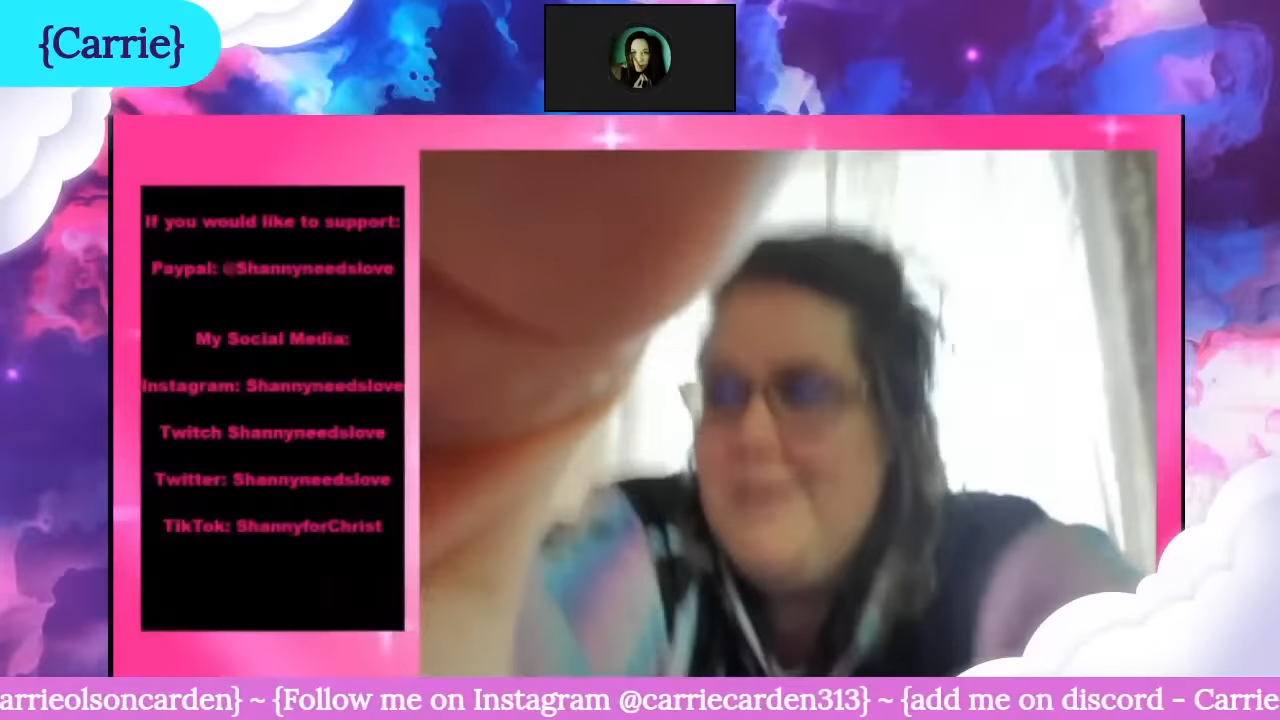 {Carrie}
If you would like to support:
Paypal: @Shannyneedslove
My Social Media:
Instagram: Shannyneedslove
Twitch Shannyneedslove
Twitter: Shannyneedslove
TikTok: ShannyforChrist
arrieolsoncarden} ~ {Follow me on Instagram @carriecarden313} ~ {add me on discord - Carrie